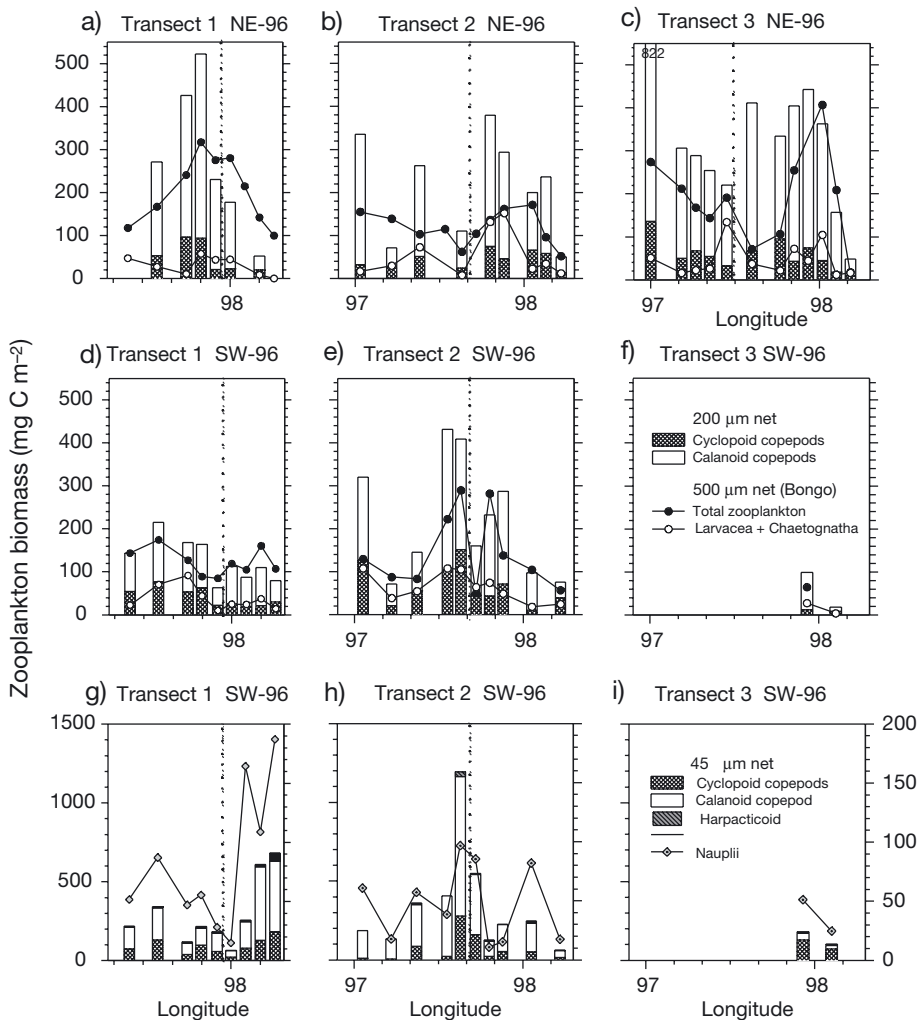 a) Transect 1 NE-96
b) Transect 2 NE-96
c) Transect 3 NE-96
500
400
300
200
100
0
822
98
97
98
97
98
Longitude
d) Transect 1 SW-96
e) Transect 2 SW-96
f) Transect 3 SW-96
Zooplankton biomass (mg C m–2)
500
400
300
200
100
0
98
97
98
97
98
200 μm net
Cyclopoid copepods
Calanoid copepods
500 μm net (Bongo)
Total zooplankton
Larvacea + Chaetognatha
g) Transect 1 SW-96
h) Transect 2 SW-96
i) Transect 3 SW-96
1500
1000
500
0
200
150
100
50
0
45 μm net
Cyclopoid copepods
Calanoid copepod
Harpacticoid
Nauplii
98
97
98
97
98
Longitude
Longitude